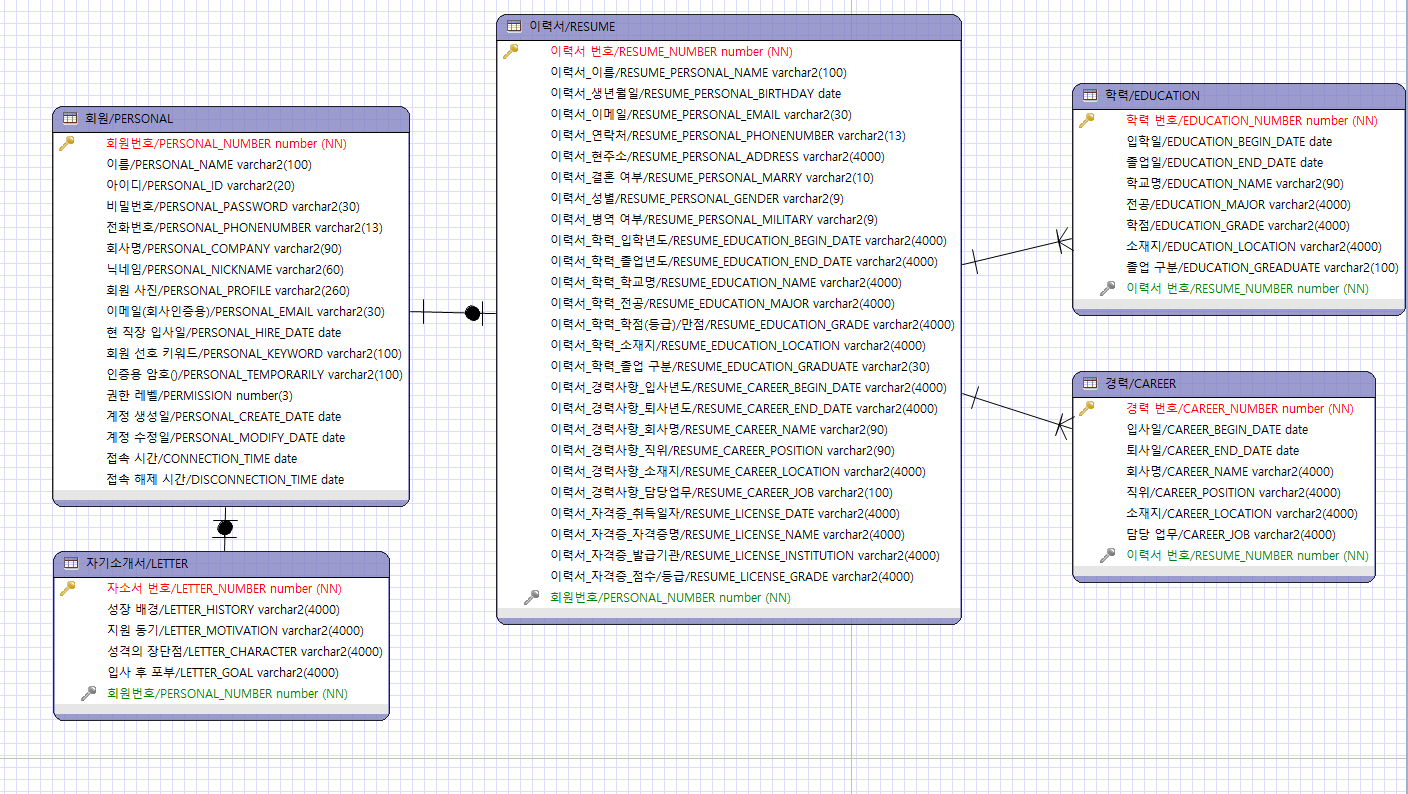 회원/PERSONAL
회원번호/PERSONAL_NUMBER number (NN)
이름/PERSONAL_NAME varchar2(100)
아이디/PERSONAL_ID varchar2(20)
비밀번호/PERSONAL_PASSWORD varchar2(30)
전화번호/PERSONAL_PHONENUMBER varchar2(13)
회사명/PERSONAL_COMPANY varchar2(90)
닉네임/PERSONAL_NICKNAME varchar2(60)
회원 사진/PERSONAL_PROFILE varchar2(260)
이메일(회사인증용)/PERSONAL_EMAIL varchar2(30)
현 직장 입사일/PERSONAL_HIRE_DATE date
회원 선호 키워드/PERSONAL_KEYWORD varchar2(100)
인증용 암호()/PERSONAL_TEMPORARILY varchar2(100)
권한 레벨/PERMISSION number(3)
계정 생성일/PERSONAL_CREATE_DATE date
계정 수정일/PERSONAL_MODIFY_DATE date
접속 시간/CONNECTION_TIME date
접속 해제 시간/DISCONNECTION_TIME date
자기소개서/LETTER
자소서 번호/LETTER_NUMBER number (NN)
성장 배경/LETTER_HISTORY varchar2(4000)
지원 동기/LETTER_MOTIVATION varchar2(4000)
성격의 장단점/LETTER_CHARACTER varchar2(4000)
입사 후 포부/LETTER_GOAL varchar2(4000)
회원번호/PERSONAL_NUMBER number (NN)
이력서/RESUME
이력서 번호/RESUME_NUMBER number (NN)
이력서_이름/RESUME_PERSONAL_NAME varchar2(100)
이력서_생년월일/RESUME_PERSONAL_BIRTHDAY date
이력서_이메일/RESUME_PERSONAL_EMAIL varchar2(30)
이력서_연락처/RESUME_PERSONAL_PHONENUMBER varchar2(13)
이력서_현주소/RESUME_PERSONAL_ADDRESS varchar2(4000)
이력서_결혼 여부/RESUME_PERSONAL_MARRY varchar2(10)
이력서_성별/RESUME_PERSONAL_GENDER varchar2(9)
이력서_병역 여부/RESUME_PERSONAL_MILITARY varchar2(9)
이력서_학력_입학년도/RESUME_EDUCATION_BEGIN_DATE varchar2(4000)
이력서_학력_졸업년도/RESUME_EDUCATION_END_DATE varchar2(4000)
이력서_학력_학교명/RESUME_EDUCATION_NAME varchar2(4000)
이력서_학력_전공/RESUME_EDUCATION_MAJOR varchar2(4000)
이력서_학력_학점(등급)/만점/RESUME_EDUCATION_GRADE varchar2(4000)
이력서_학력_소재지/RESUME_EDUCATION_LOCATION varchar2(4000)
이력서_학력_졸업 구분/RESUME_EDUCATION_GRADUATE varchar2(30)
이력서_경력사항_입사년도/RESUME_CAREER_BEGIN_DATE varchar2(4000)
이력서_경력사항_퇴사년도/RESUME_CAREER_END_DATE varchar2(4000)
이력서_경력사항_회사명/RESUME_CAREER_NAME varchar2(90)
이력서_경력사항_직위/RESUME_CAREER_POSITION varchar2(90)
이력서_경력사항_소재지/RESUME_CAREER_LOCATION varchar2(4000)
이력서_경력사항_담당업무/RESUME_CAREER_JOB varchar2(100)
이력서_자격증_취득일자/RESUME_LICENSE_DATE varchar2(4000)
이력서_자격증_자격증명/RESUME_LICENSE_NAME varchar2(4000)
이력서_자격증_발급기관/RESUME_LICENSE_INSTITUTION varchar2(4000)
이력서_자격증_점수/등급/RESUME_LICENSE_GRADE varchar2(4000)
회원번호/PERSONAL_NUMBER number (NN)
학력/EDUCATION
학력 번호/EDUCATION_NUMBER number (NN)
입학일/EDUCATION_BEGIN_DATE date
졸업일/EDUCATION_END_DATE date
학교명/EDUCATION_NAME varchar2(90)
전공/EDUCATION_MAJOR varchar2(4000)
학점/EDUCATION_GRADE varchar2(4000)
소재지/EDUCATION_LOCATION varchar2(4000)
졸업 구분/EDUCATION_GREADUATE varchar2(100)
이력서 번호/RESUME_NUMBER number (NN)
경력/CAREER
경력 번호/CAREER_NUMBER number (NN)
입사일/CAREER_BEGIN_DATE date
퇴사일/CAREER_END_DATE date
회사명/CAREER_NAME varchar2(4000)
직위/CAREER_POSITION varchar2(4000)
소재지/CAREER_LOCATION varchar2(4000)
담당 업무/CAREER_JOB varchar2(4000)
이력서 번호/RESUME_NUMBER number (NN)